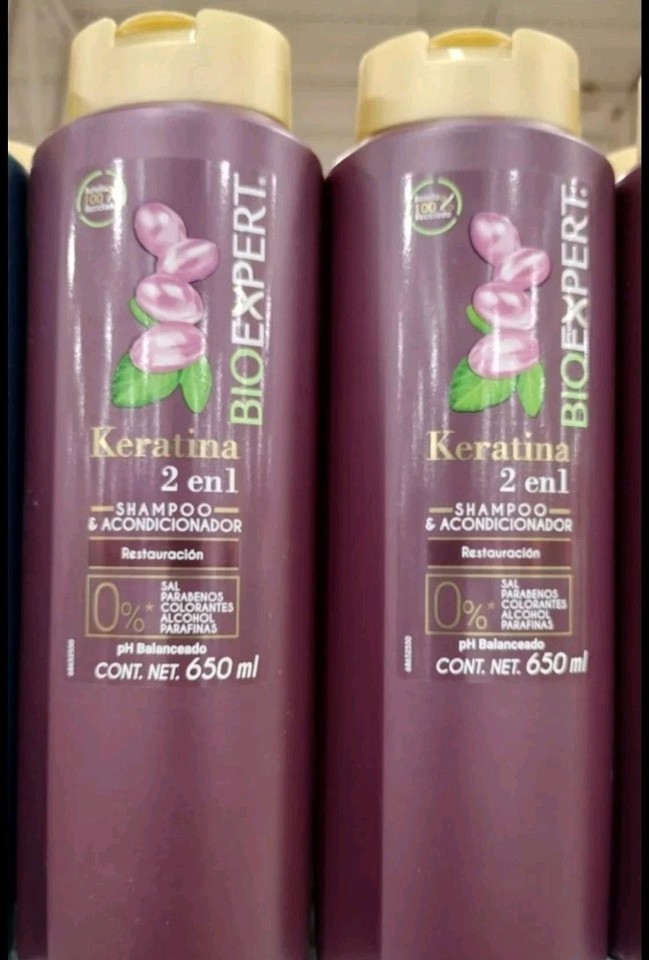 100%
BIOEXPERT
Keratina
2 en1
SHAMPOO
& ACONDICIONADOR
Restauración
0%*
SAL
PARABENOS
COLORANTES
ALCOHOL
PARAFINAS
pH Balanceado
CONT. NET. 650 ml
100%
BIOEXPERT
Keratina
2 en1
SHAMPOO
& ACONDICIONADOR
Restauración
0%*
SAL
PARABENOS
COLORANTES
ALCOHOL
PARAFINAS
pH Balanceado
CONT. NET. 650 ml